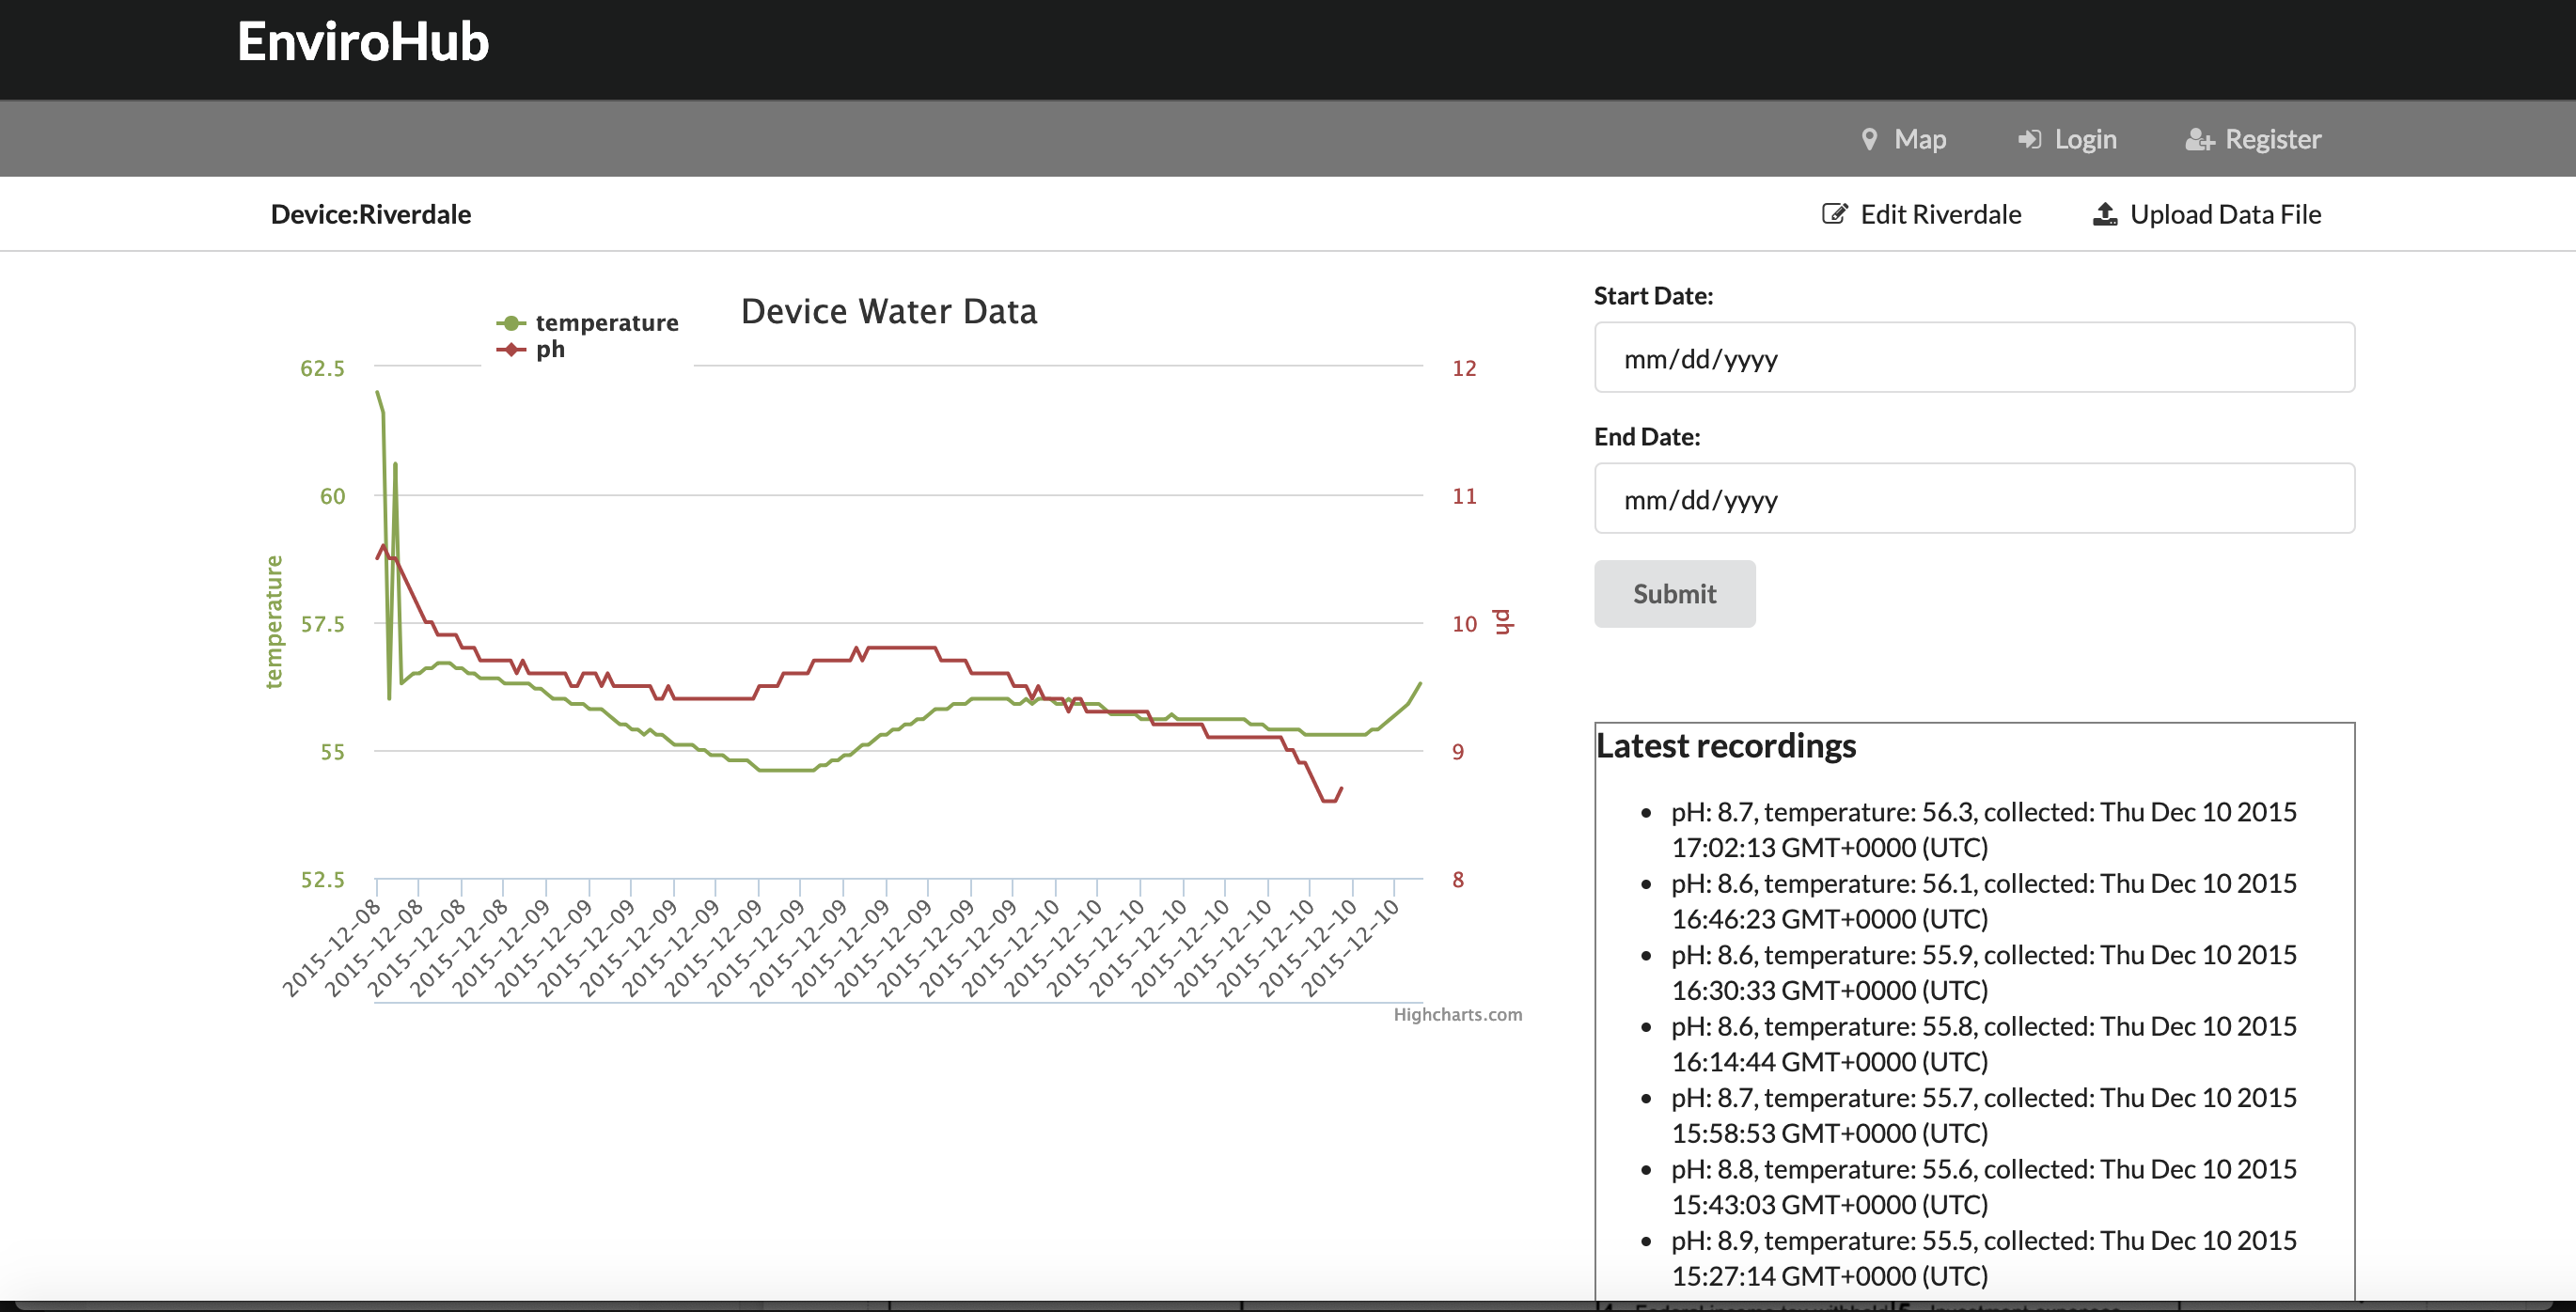 EnviroHub
Map
Login
Register
Device:Riverdale
Edit Riverdale
Upload Data File
Device Water Data
temperature
ph
62.5
60
57.5
55
52.5
temperature
12
11
10
9
8
ph
2015-12-08
2015-12-08
2015-12-08
2015-12-08
2015-12-09
2015-12-09
2015-12-09
2015-12-09
2015-12-09
2015-12-09
2015-12-09
2015-12-09
2015-12-09
2015-12-09
2015-12-09
2015-12-09
2015-12-10
2015-12-10
2015-12-10
2015-12-10
2015-12-10
2015-12-10
2015-12-10
2015-12-10
2015-12-10
Highcharts.com
Start Date:
mm/dd/yyyy
End Date:
mm/dd/yyyy
Submit
Latest recordings
pH: 8.7, temperature: 56.3, collected: Thu Dec 10 2015
17:02:13 GMT+0000 (UTC)
pH: 8.6, temperature: 56.1, collected: Thu Dec 10 2015
16:46:23 GMT+0000 (UTC)
pH: 8.6, temperature: 55.9, collected: Thu Dec 10 2015
16:30:33 GMT+0000 (UTC)
pH: 8.6, temperature: 55.8, collected: Thu Dec 10 2015
16:14:44 GMT+0000 (UTC)
pH: 8.7, temperature: 55.7, collected: Thu Dec 10 2015
15:58:53 GMT+0000 (UTC)
pH: 8.8, temperature: 55.6, collected: Thu Dec 10 2015
15:43:03 GMT+0000 (UTC)
pH: 8.9, temperature: 55.5, collected: Thu Dec 10 2015
15:27:14 GMT+0000 (UTC)